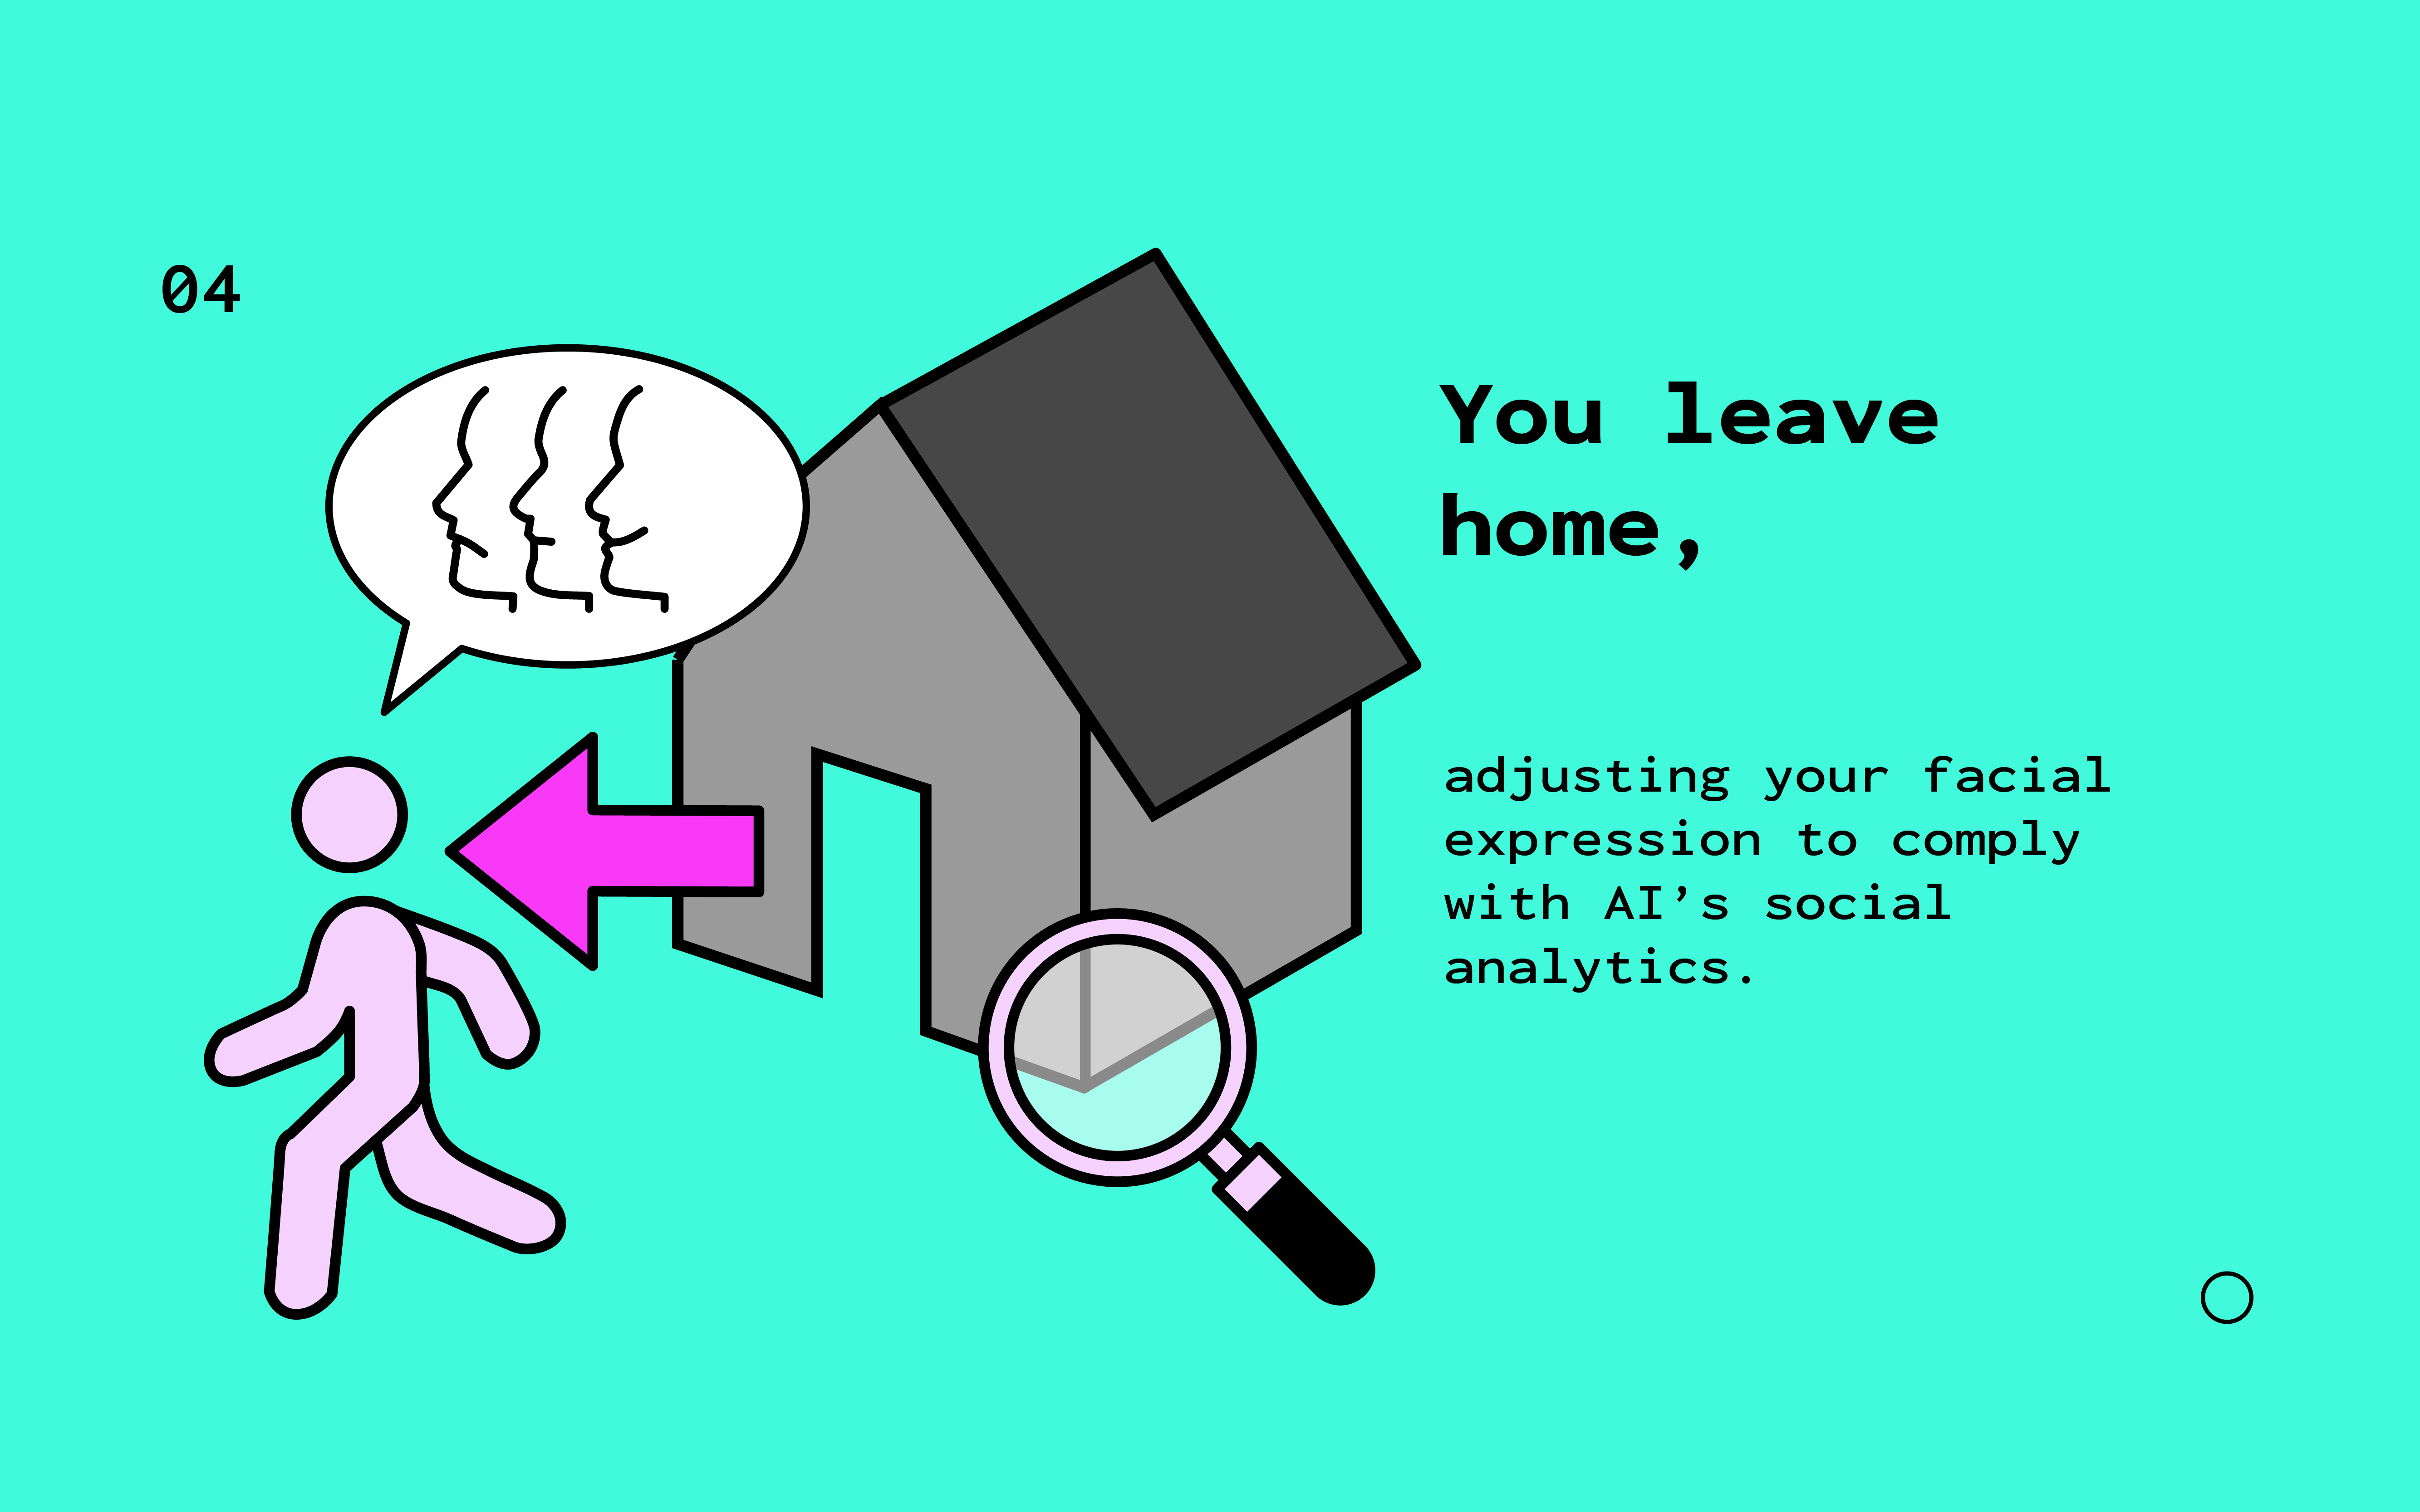 04
You leave
home,
adjusting your facial
expression to comply
with AI’s social
analytics.